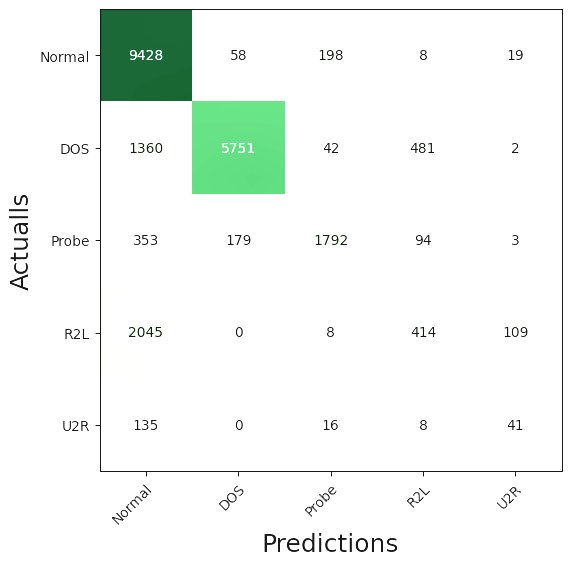 Normal 9428 58 198 8 19
DOS 1360 5751 42 481 2
Probe 353 179 1792 94 3
R2L 2045 0 8 414 109
U2R 135 0 16 8 41
Normal DOS Probe R2L U2R
Actualls
Predictions